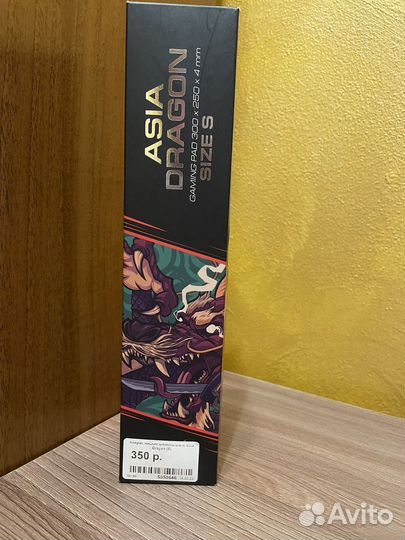 ASIA
DRAGON
GAMING PAD 300 x 250 x 4 mm
SIZE S
350 р.
Avito